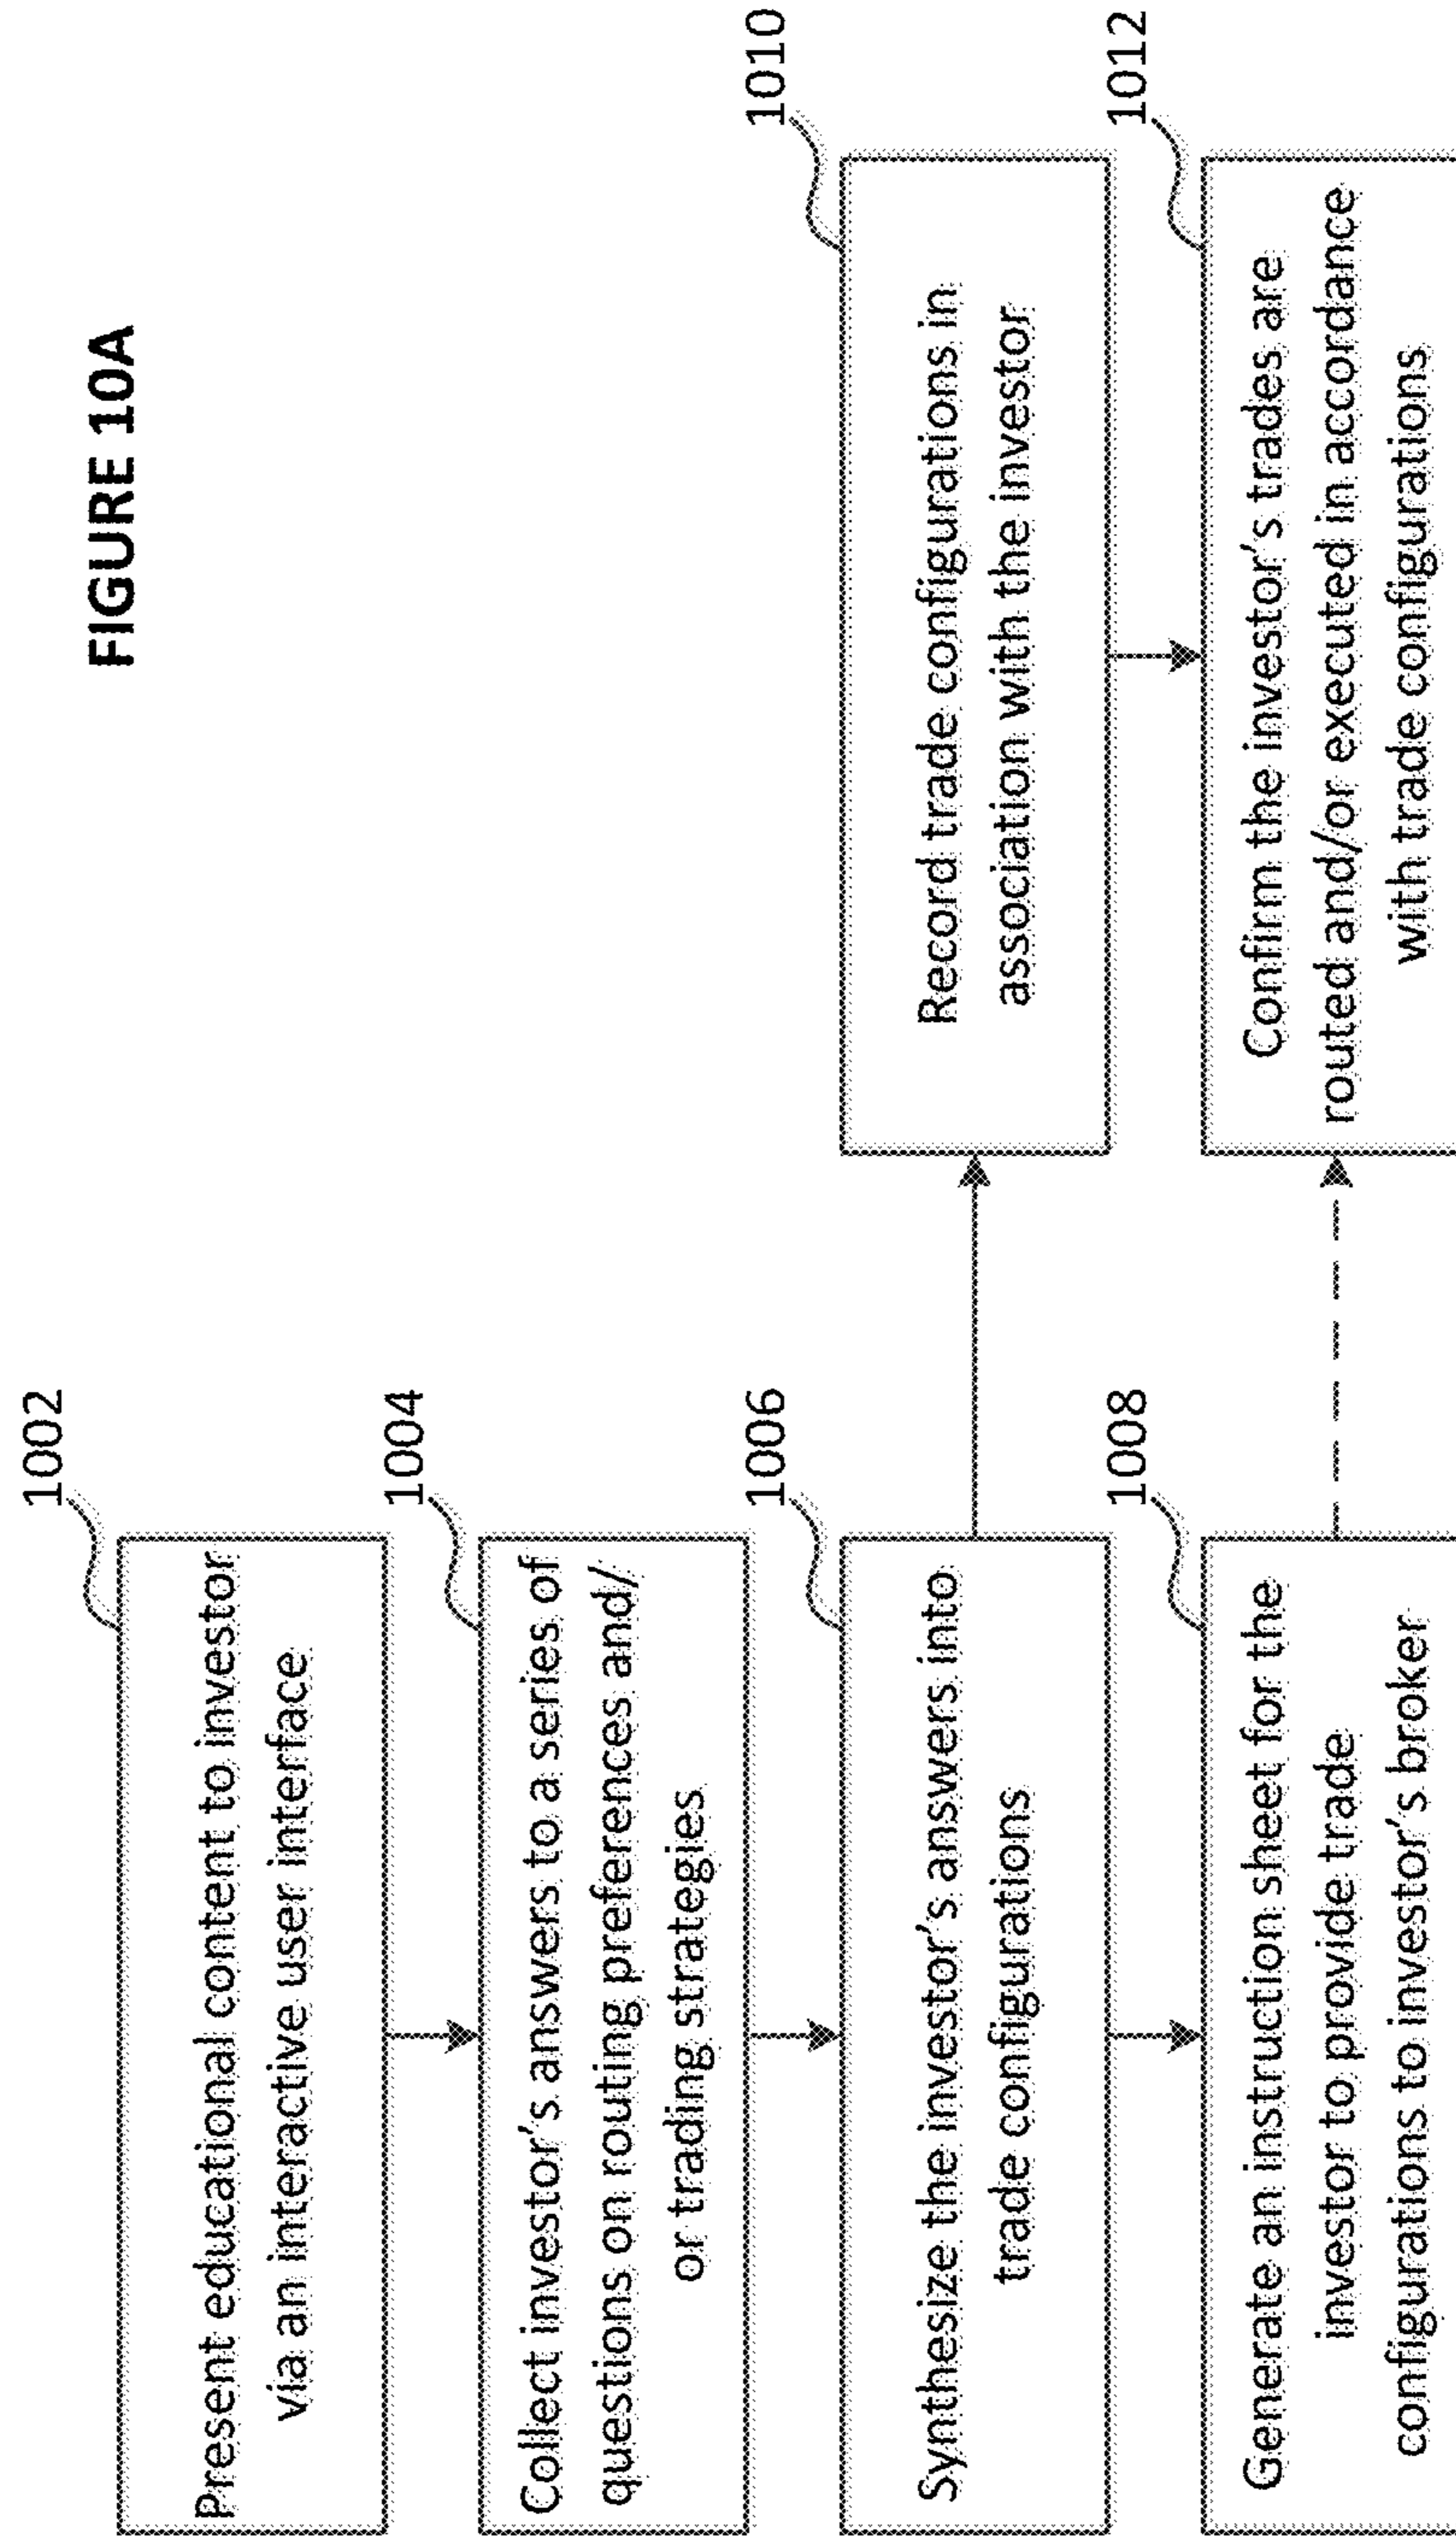 FIGURE 10A
1002
Present educational content to investor
via an interactive user interface
1004
Collect investor's answers to a series of
questions on routing preferences and/
or trading strategies
1006
Synthesize the investor's answers into
trade configurations
1008
Generate an instruction sheet for the
investor to provide trade
configurations to investor's broker
1010
Record trade configurations in
association with the investor
1012
Confirm the investor's trades are
routed and/or executed in accordance
with trade configurations